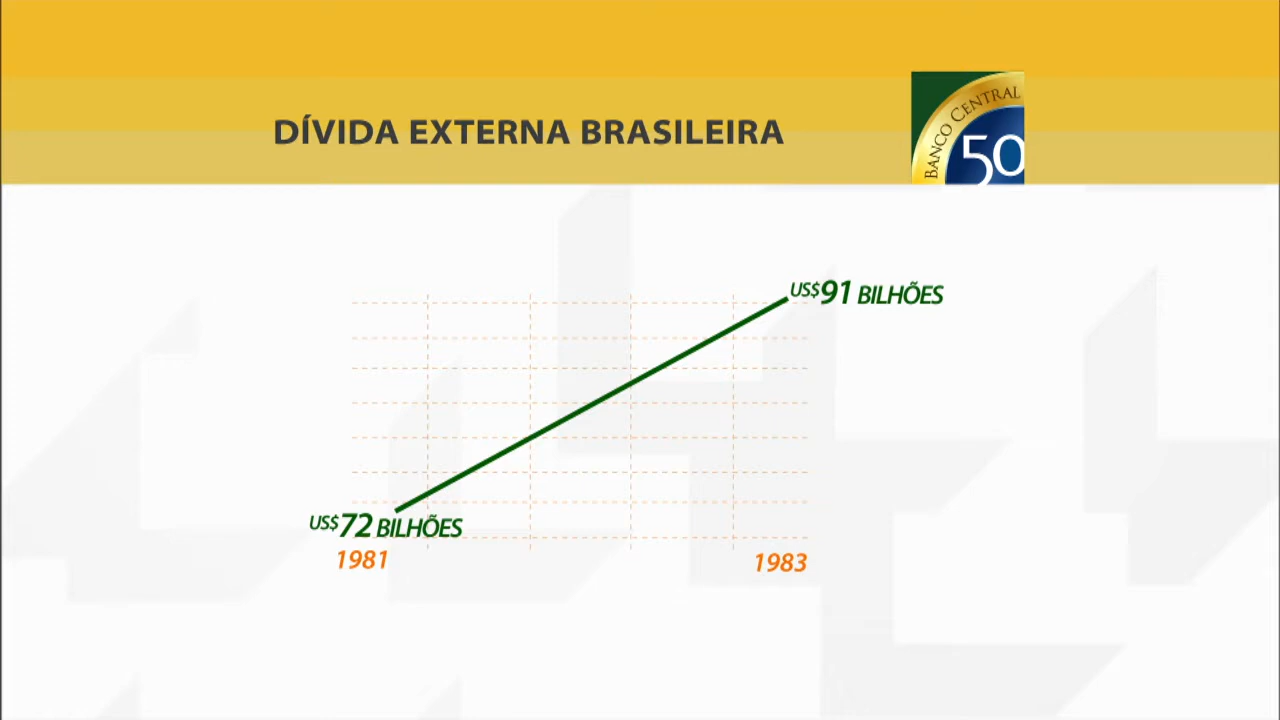 DÍVIDA EXTERNA BRASILEIRA
BANCO CENTRAL
50
US$91 BILHÕES
US$72 BILHÕES
1981
1983